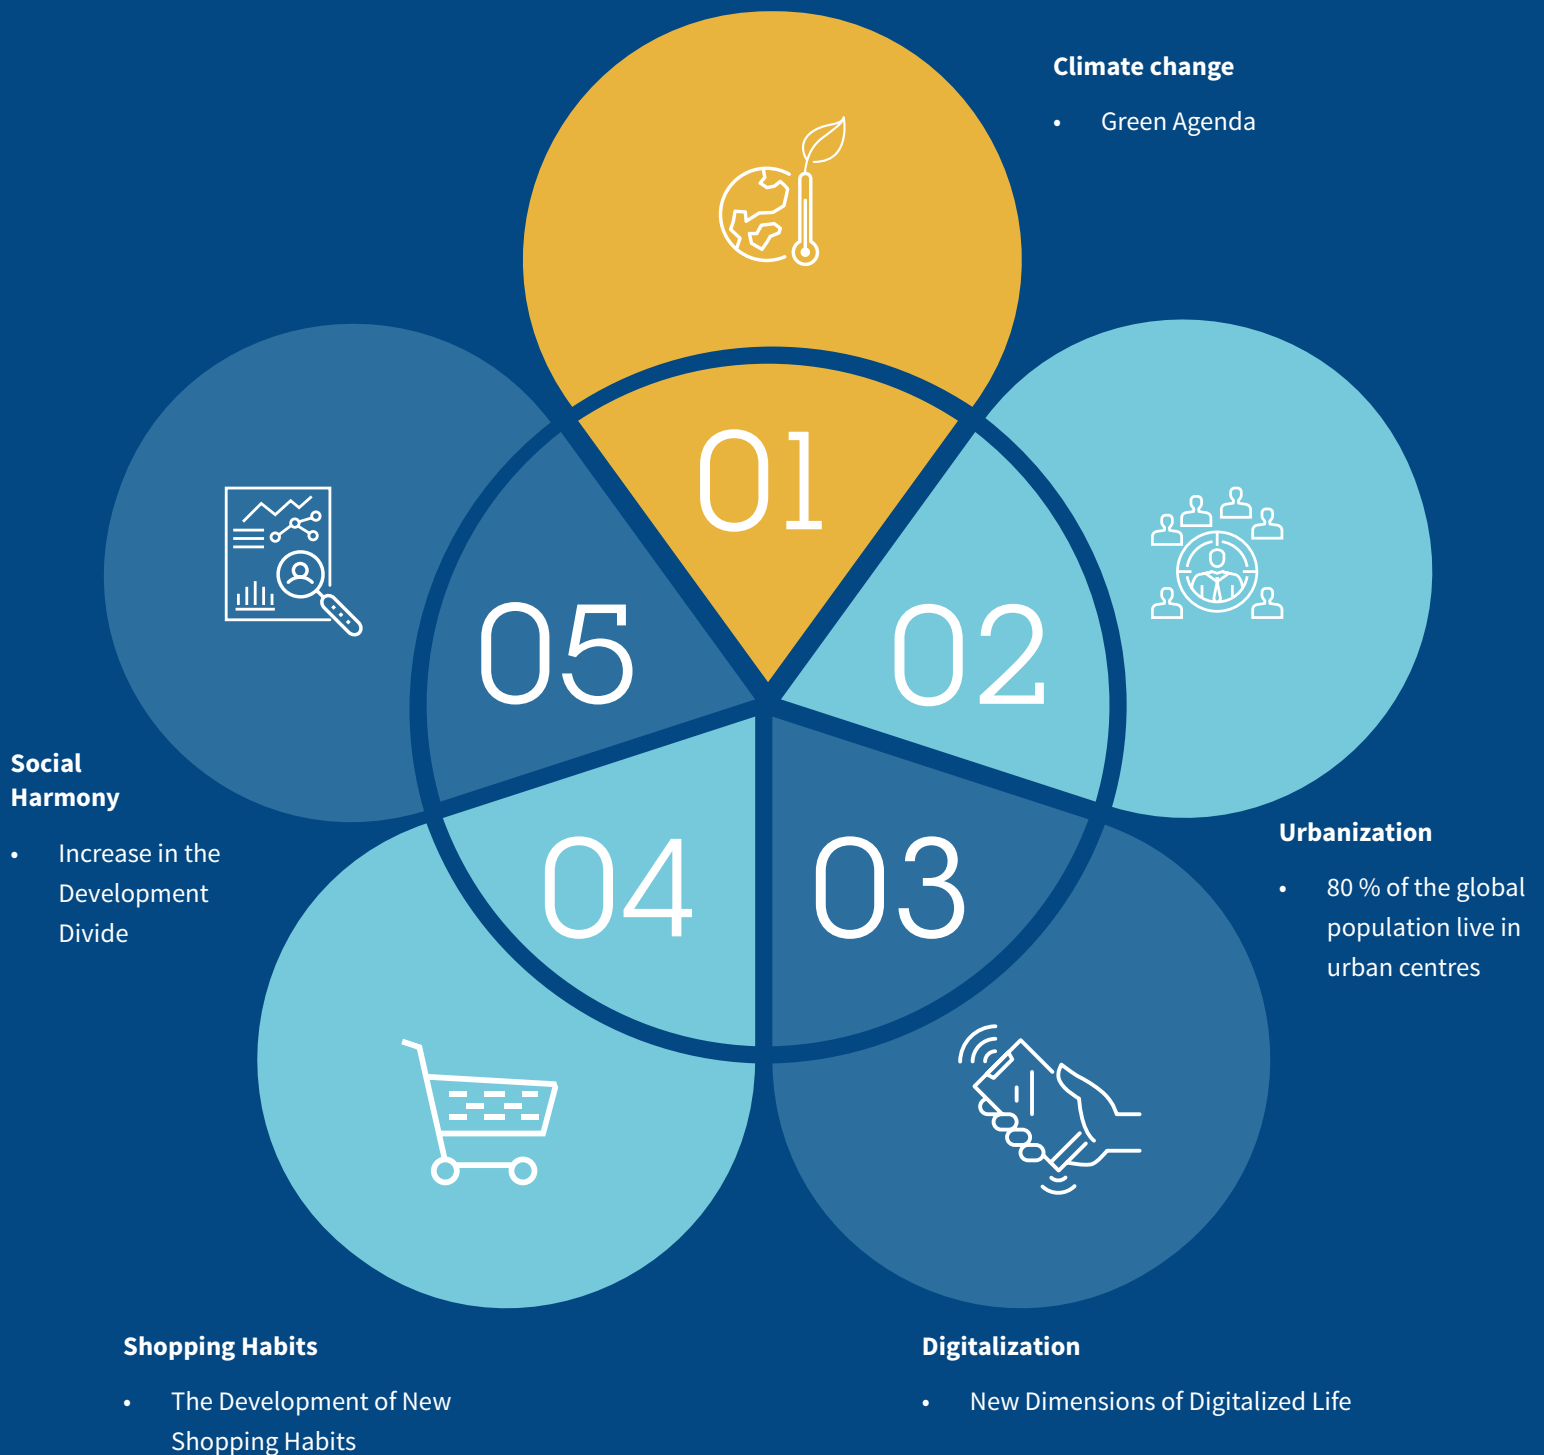 Climate change
• Green Agenda
01
02
03
04
05
Urbanization
• 80 % of the global
population live in
urban centres
Digitalization
• New Dimensions of Digitalized Life
Shopping Habits
• The Development of New
Shopping Habits
Social
Harmony
• Increase in the
Development
Divide